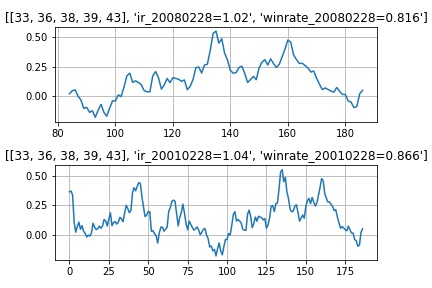 [[33, 36, 38, 39, 43], 'ir_20080228=1.02', 'winrate_20080228=0.816']
0.50
0.25
0.00
80 100 120 140 160 180
[[33, 36, 38, 39, 43], 'ir_20010228=1.04', 'winrate_20010228=0.866']
0.50
0.25
0.00
0 25 50 75 100 125 150 175